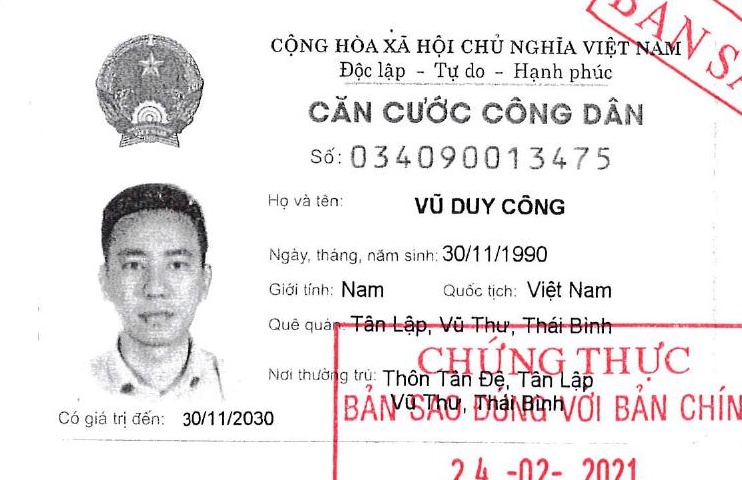 BẢN SA
CỘNG HÒA XÃ HỘI CHỦ NGHĨA VIỆT NAM
Độc lập - Tự do - Hạnh phúc
CĂN CƯỚC CÔNG DÂN
Số: 034090013475
Họ và tên: VŨ DUY CÔNG
Ngày, tháng, năm sinh: 30/11/1990
Giới tính: Nam Quốc tịch: Việt Nam
Quê quán: Tân Lập, Vũ Thư, Thái Bình
CHỨNG THỰC
Nơi thường trú: Thôn Tân Đệ, Tân Lập
Vũ Thư, Thái Bình
BẢN SAO ĐÚNG VỚI BẢN CHÍN
Có giá trị đến: 30/11/2030
24 -02- 2021
VIỆT NAM